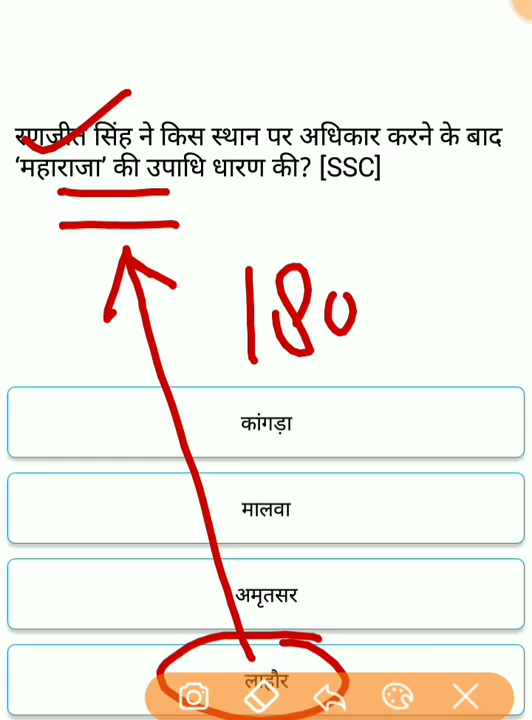 रणजीत सिंह ने किस स्थान पर अधिकार करने के बाद
‘महाराजा’ की उपाधि धारण की? [SSC]
180
कांगड़ा
मालवा
अमृतसर
लाहौर